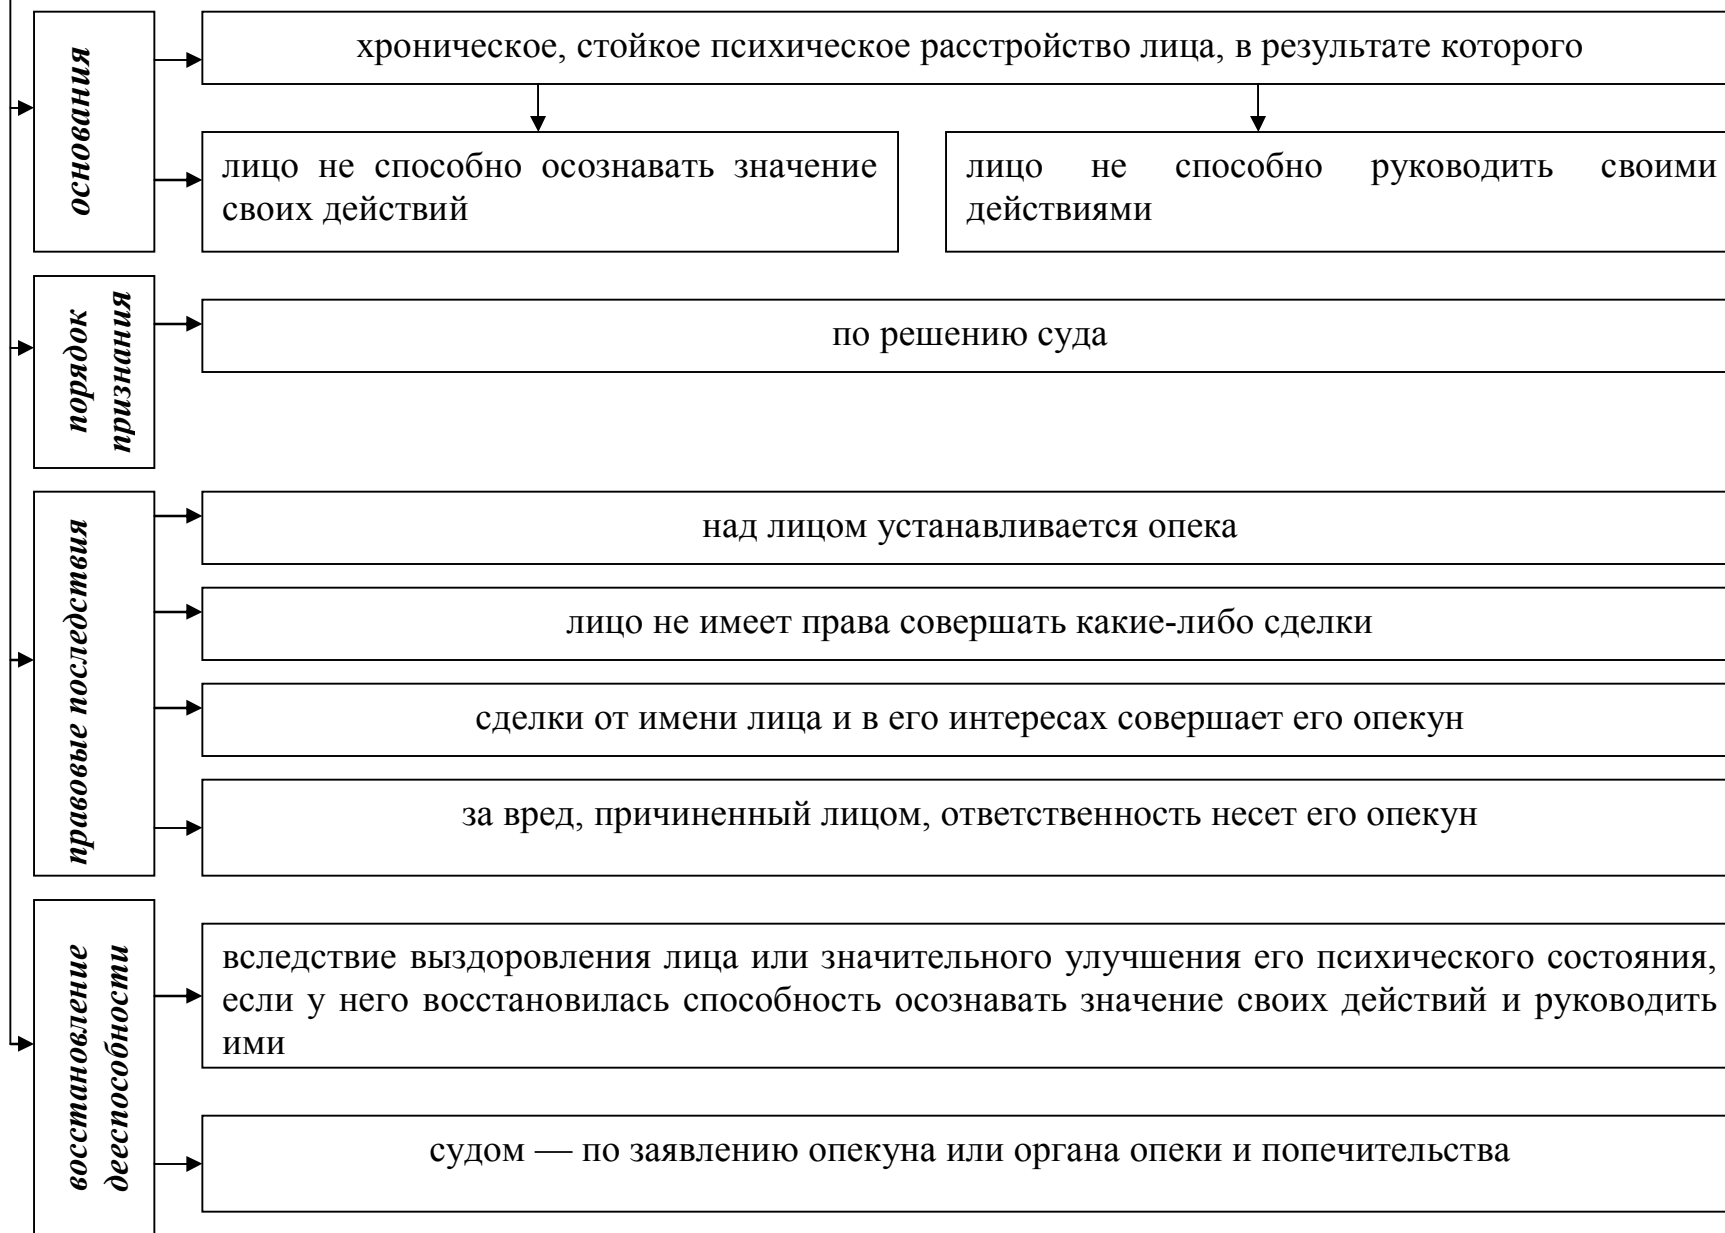 основания
хроническое, стойкое психическое расстройство лица, в результате которого
лицо не способно осознавать значение
своих действий
лицо не способно руководить своими
действиями
порядок
признания
по решению суда
правовые последствия
над лицом устанавливается опека
лицо не имеет права совершать какие-либо сделки
сделки от имени лица и в его интересах совершает его опекун
за вред, причиненный лицом, ответственность несет его опекун
восстановление
дееспособности
вследствие выздоровления лица или значительного улучшения его психического состояния,
если у него восстановилась способность осознавать значение своих действий и руководить
ими
судом — по заявлению опекуна или органа опеки и попечительства